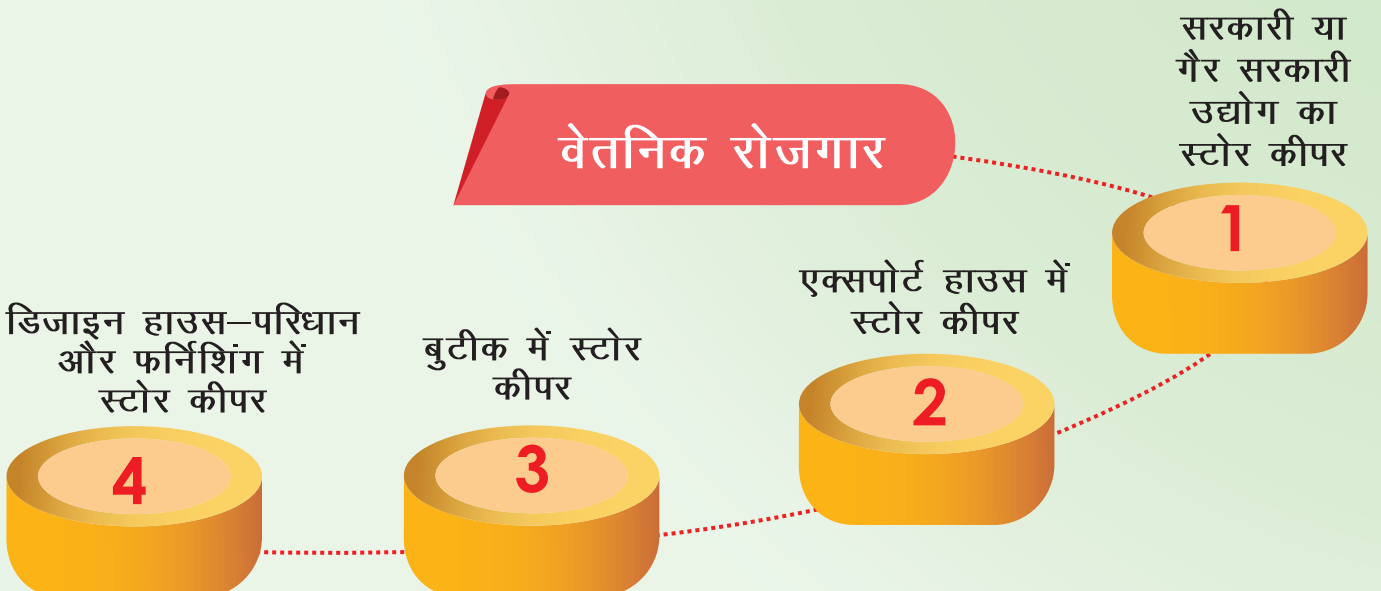 वेतनिक रोजगार
सरकारी या
गैर सरकारी
उद्योग का
स्टोर कीपर
1
एक्सपोर्ट हाउस में
स्टोर कीपर
2
बुटीक में स्टोर
कीपर
3
डिजाइन हाउस–परिधान
और फर्निशिंग में
स्टोर कीपर
4